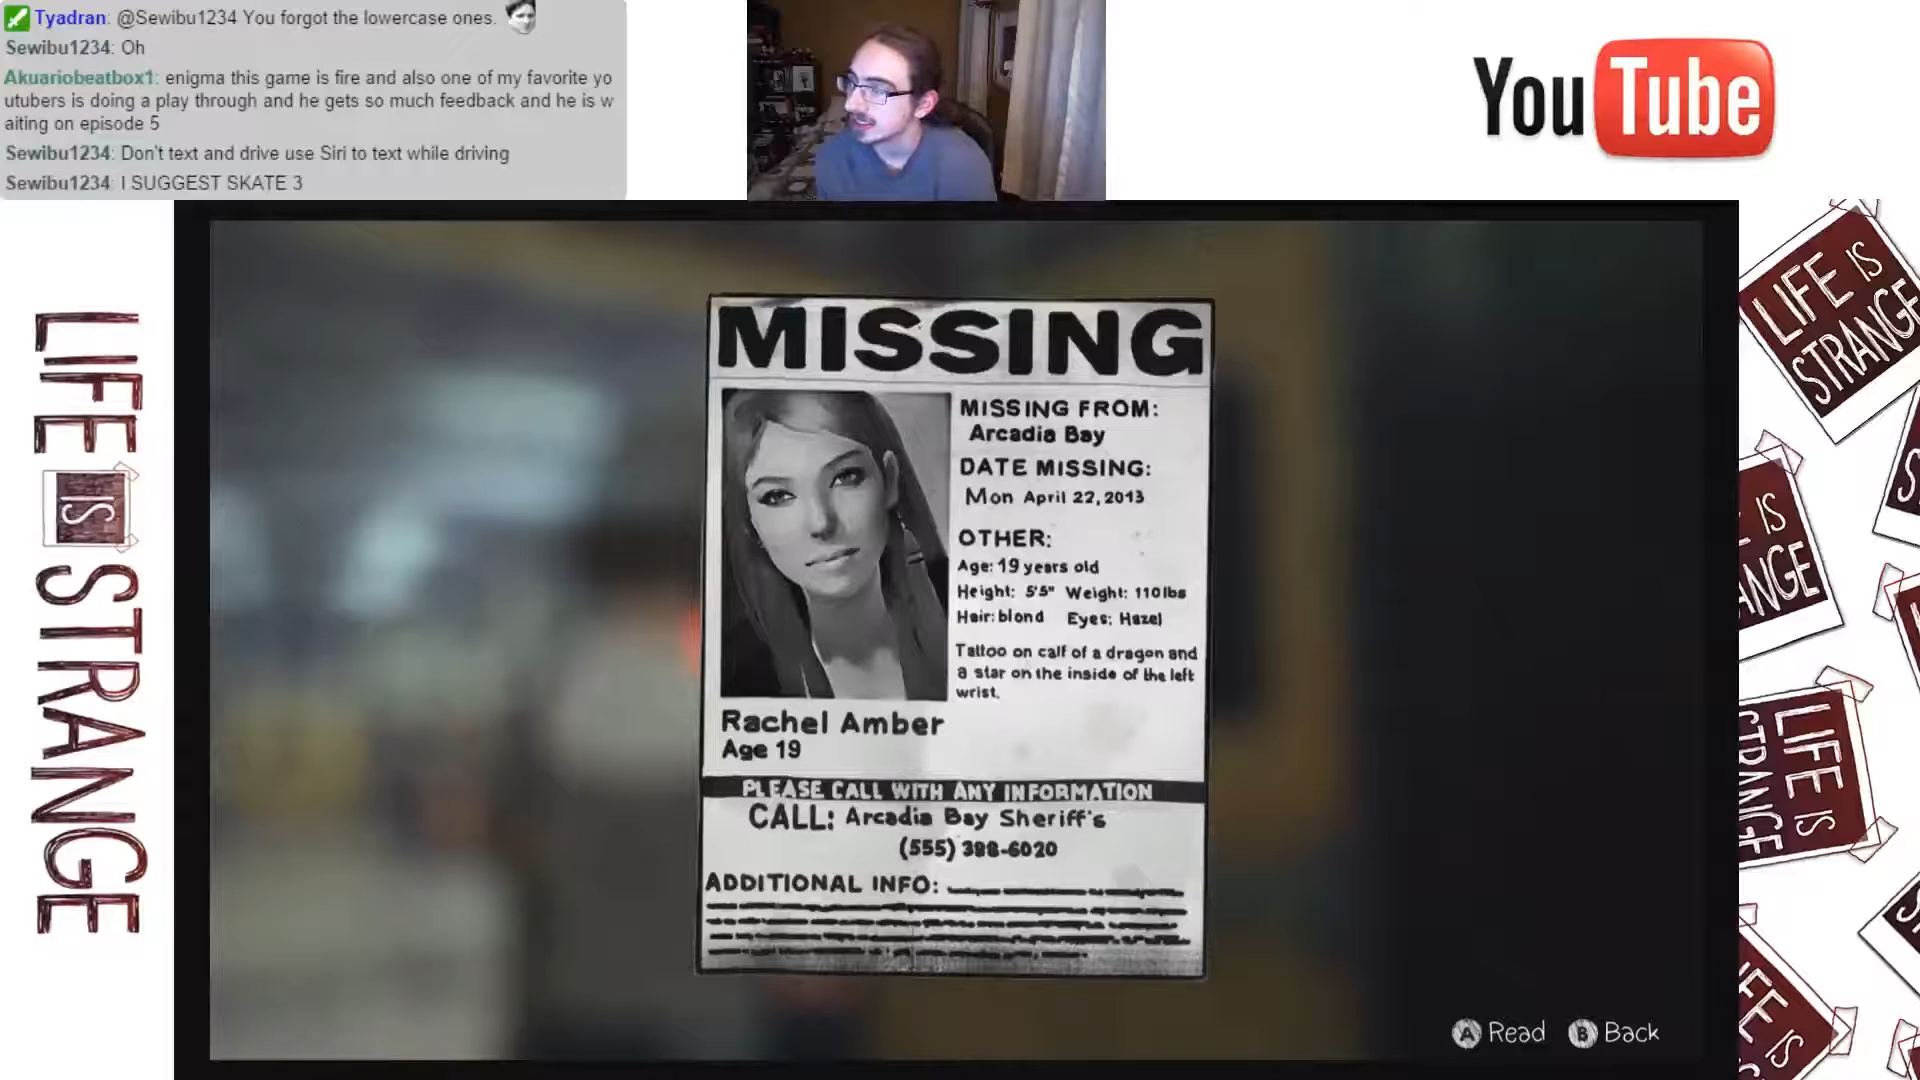 Tyadran: @Sewibu1234 You forgot the lowercase ones.
Sewibu1234: Oh
Akuariobeatbox1: enigma this game is fire and also one of my favorite yo
utubers is doing a play through and he gets so much feedback and he is w
aiting on episode 5
Sewibu1234: Don't text and drive use Siri to text while driving
Sewibu1234: I SUGGEST SKATE 3
YouTube
LIFE IS STRANGE
MISSING
MISSING FROM:
Arcadia Bay
DATE MISSING:
Mon April 22, 2013
OTHER:
Age: 19 years old
Height: 5'5" Weight: 110lbs
Hair: blond Eyes: Hazel
Tattoo on calf of a dragon and
a star on the inside of the left
wrist.
Rachel Amber
Age 19
PLEASE CALL WITH ANY INFORMATION
CALL: Arcadia Bay Sheriff's
(555) 388-6020
ADDITIONAL INFO:
A Read B Back
LIFE IS
STRANGE
IS
ANGE
LIFE IS
STRANGE